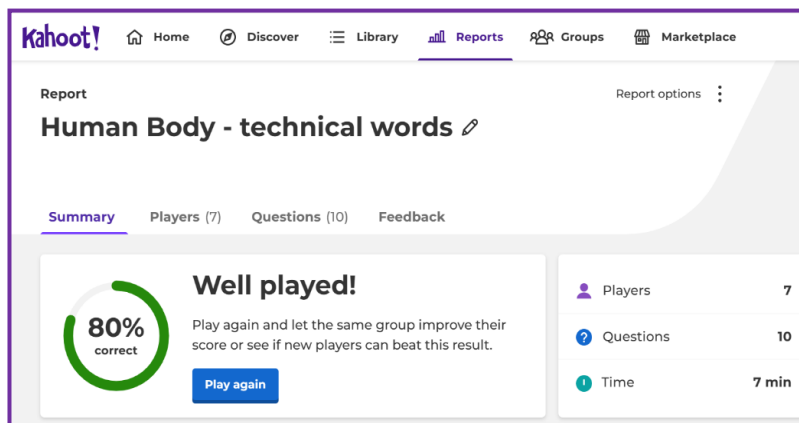 Kahoot! Home Discover Library Reports Groups Marketplace
Report
Report options
Human Body - technical words
Summary Players (7) Questions (10) Feedback
80%
correct
Well played!
Play again and let the same group improve their
score or see if new players can beat this result.
Play again
Players 7
Questions 10
Time 7 min